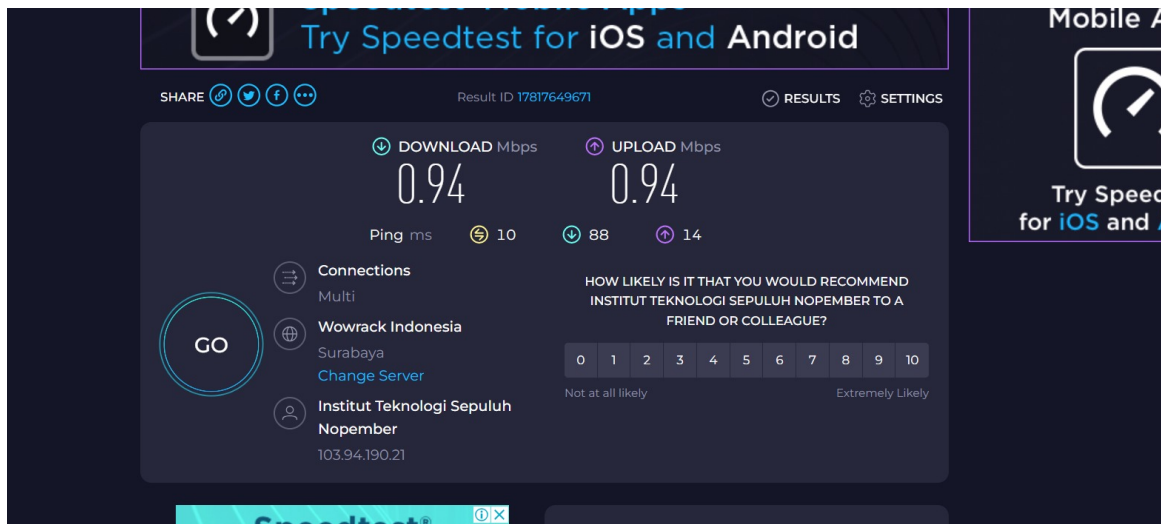 Speedtest Mobile Apps
Try Speedtest for iOS and Android
Mobile A
Try Speed
for iOS and A
SHARE
Result ID 17817649671
RESULTS
SETTINGS
DOWNLOAD Mbps
UPLOAD Mbps
0.94
0.94
Ping ms
10
88
14
Connections
Multi
Wowrack Indonesia
Surabaya
Change Server
Institut Teknologi Sepuluh
Nopember
103.94.190.21
GO
HOW LIKELY IS IT THAT YOU WOULD RECOMMEND
INSTITUT TEKNOLOGI SEPULUH NOPEMBER TO A
FRIEND OR COLLEAGUE?
0 1 2 3 4 5 6 7 8 9 10
Not at all likely
Extremely Likely
Speedtest®